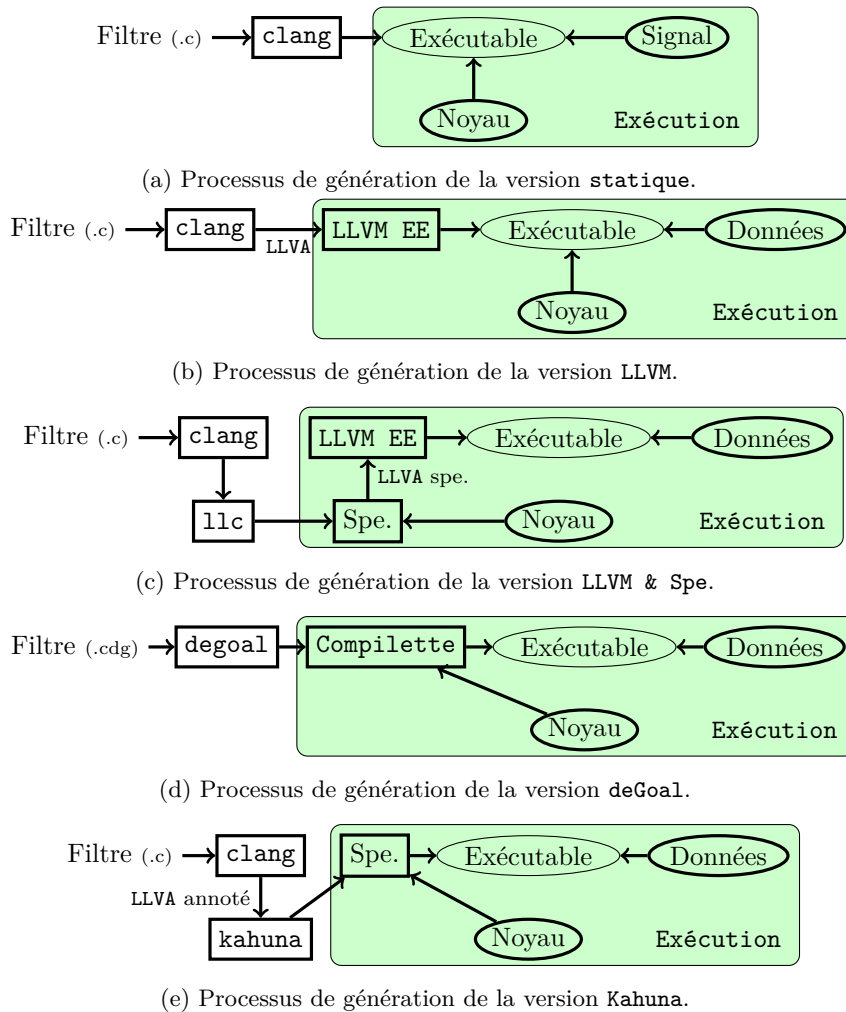 Filtre (.c) clang Exécutable Signal
Noyau Exécution
(a) Processus de génération de la version statique.
Filtre (.c) clang LLVM EE Exécutable Données
LLVA
Noyau Exécution
(b) Processus de génération de la version LLVM.
Filtre (.c) clang LLVM EE Exécutable Données
LLVA spe.
llc Spe. Noyau Exécution
(c) Processus de génération de la version LLVM & Spe.
Filtre (.cdg) degoal Compilette Exécutable Données
Noyau Exécution
(d) Processus de génération de la version deGoal.
Filtre (.c) clang Spe. Exécutable Données
LLVA annoté
kahuna Noyau Exécution
(e) Processus de génération de la version Kahuna.